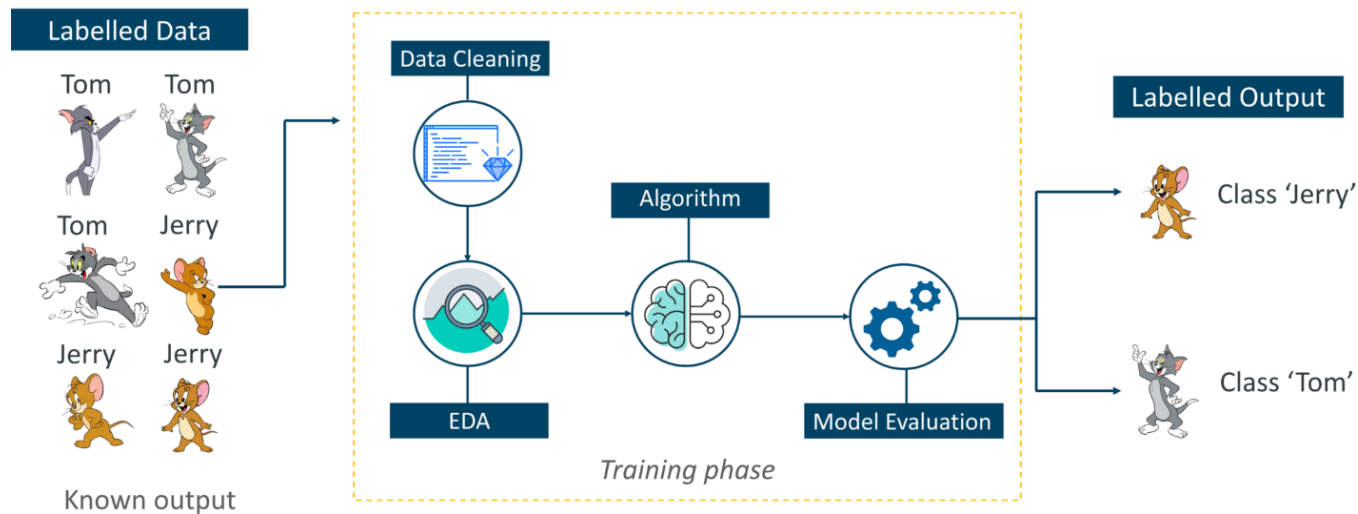 Labelled Data
Tom Tom
Tom Jerry
Jerry Jerry
Known output
Data Cleaning
EDA
Algorithm
Model Evaluation
Training phase
Labelled Output
Class ‘Jerry’
Class ‘Tom’